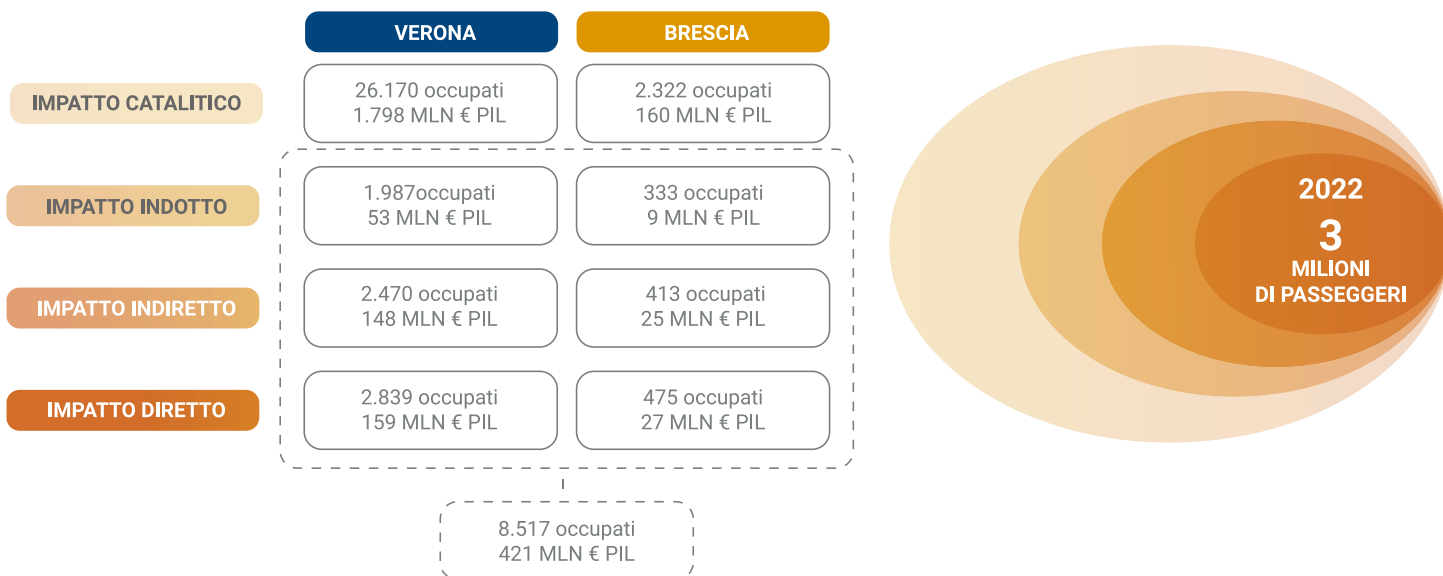 VERONA
BRESCIA
IMPATTO CATALITICO
26.170 occupati
1.798 MLN € PIL
2.322 occupati
160 MLN € PIL
IMPATTO INDOTTO
1.987occupati
53 MLN € PIL
333 occupati
9 MLN € PIL
IMPATTO INDIRETTO
2.470 occupati
148 MLN € PIL
413 occupati
25 MLN € PIL
IMPATTO DIRETTO
2.839 occupati
159 MLN € PIL
475 occupati
27 MLN € PIL
8.517 occupati
421 MLN € PIL
2022
3
MILIONI
DI PASSEGGERI